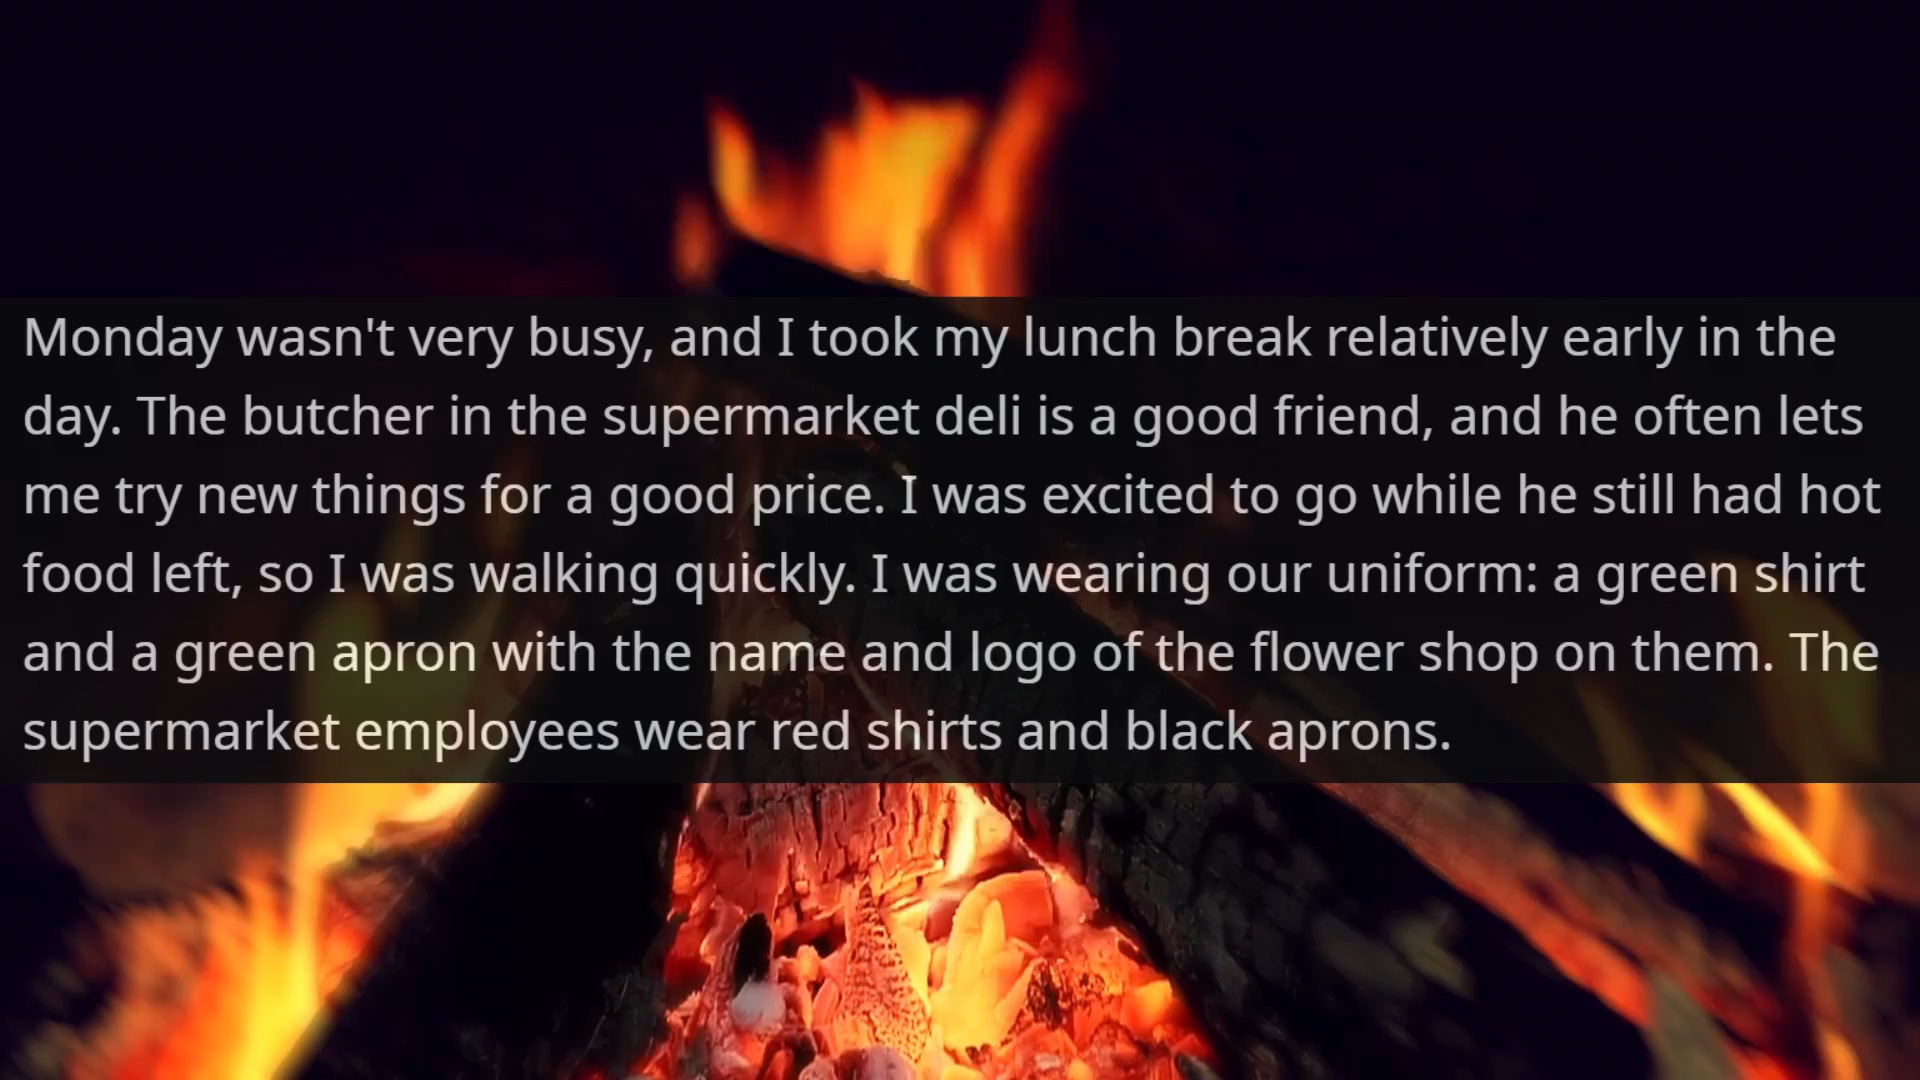 Monday wasn't very busy, and I took my lunch break relatively early in the
day. The butcher in the supermarket deli is a good friend, and he often lets
me try new things for a good price. I was excited to go while he still had hot
food left, so I was walking quickly. I was wearing our uniform: a green shirt
and a green apron with the name and logo of the flower shop on them. The
supermarket employees wear red shirts and black aprons.